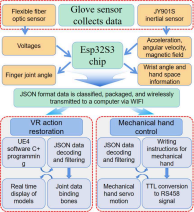 Flexible fiber
optic sensor
Glove sensor
collects data
JY901S
inertial sensor
Voltages
Esp32S3
chip
Acceleration,
angular velocity,
magnetic field
Finger joint angle
Wrist angle and
hand space
information
JSON format data is classified, packaged, and wirelessly
transmitted to a computer via WIFI
VR action
restoration
Mechanical hand
control
UE4
software C+
programmin
g
JSON data
decoding
and filtering
JSON data
decoding and
filtering
Writing
instructions for
mechanical
hand
Real time
display of
models
Joint data
binding
bones
Mechanical hand
servo motion
TTL conversion
to RS458
signal